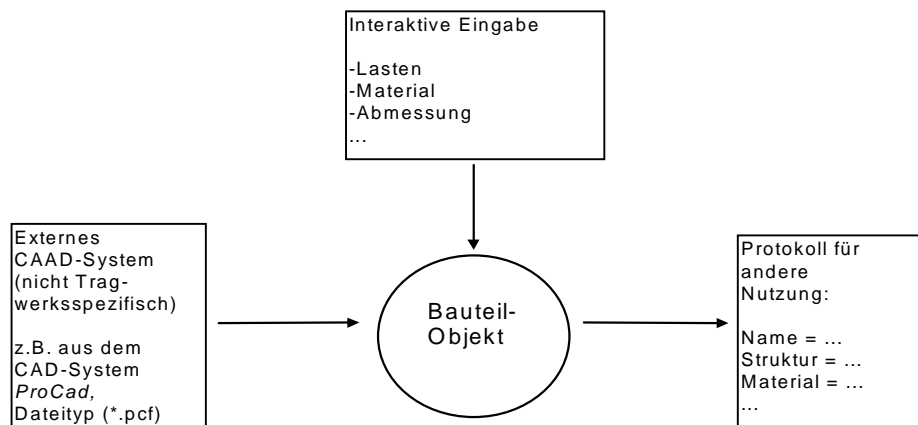 Interaktive Eingabe
-Lasten
-Material
-Abmessung
...
Externes
CAAD-System
(nicht Trag-
werksspezifisch)
z.B. aus dem
CAD-System
ProCad,
Dateityp (*.pcf)
Bauteil-
Objekt
Protokoll für
andere
Nutzung:
Name = ...
Struktur = ...
Material = ...
...